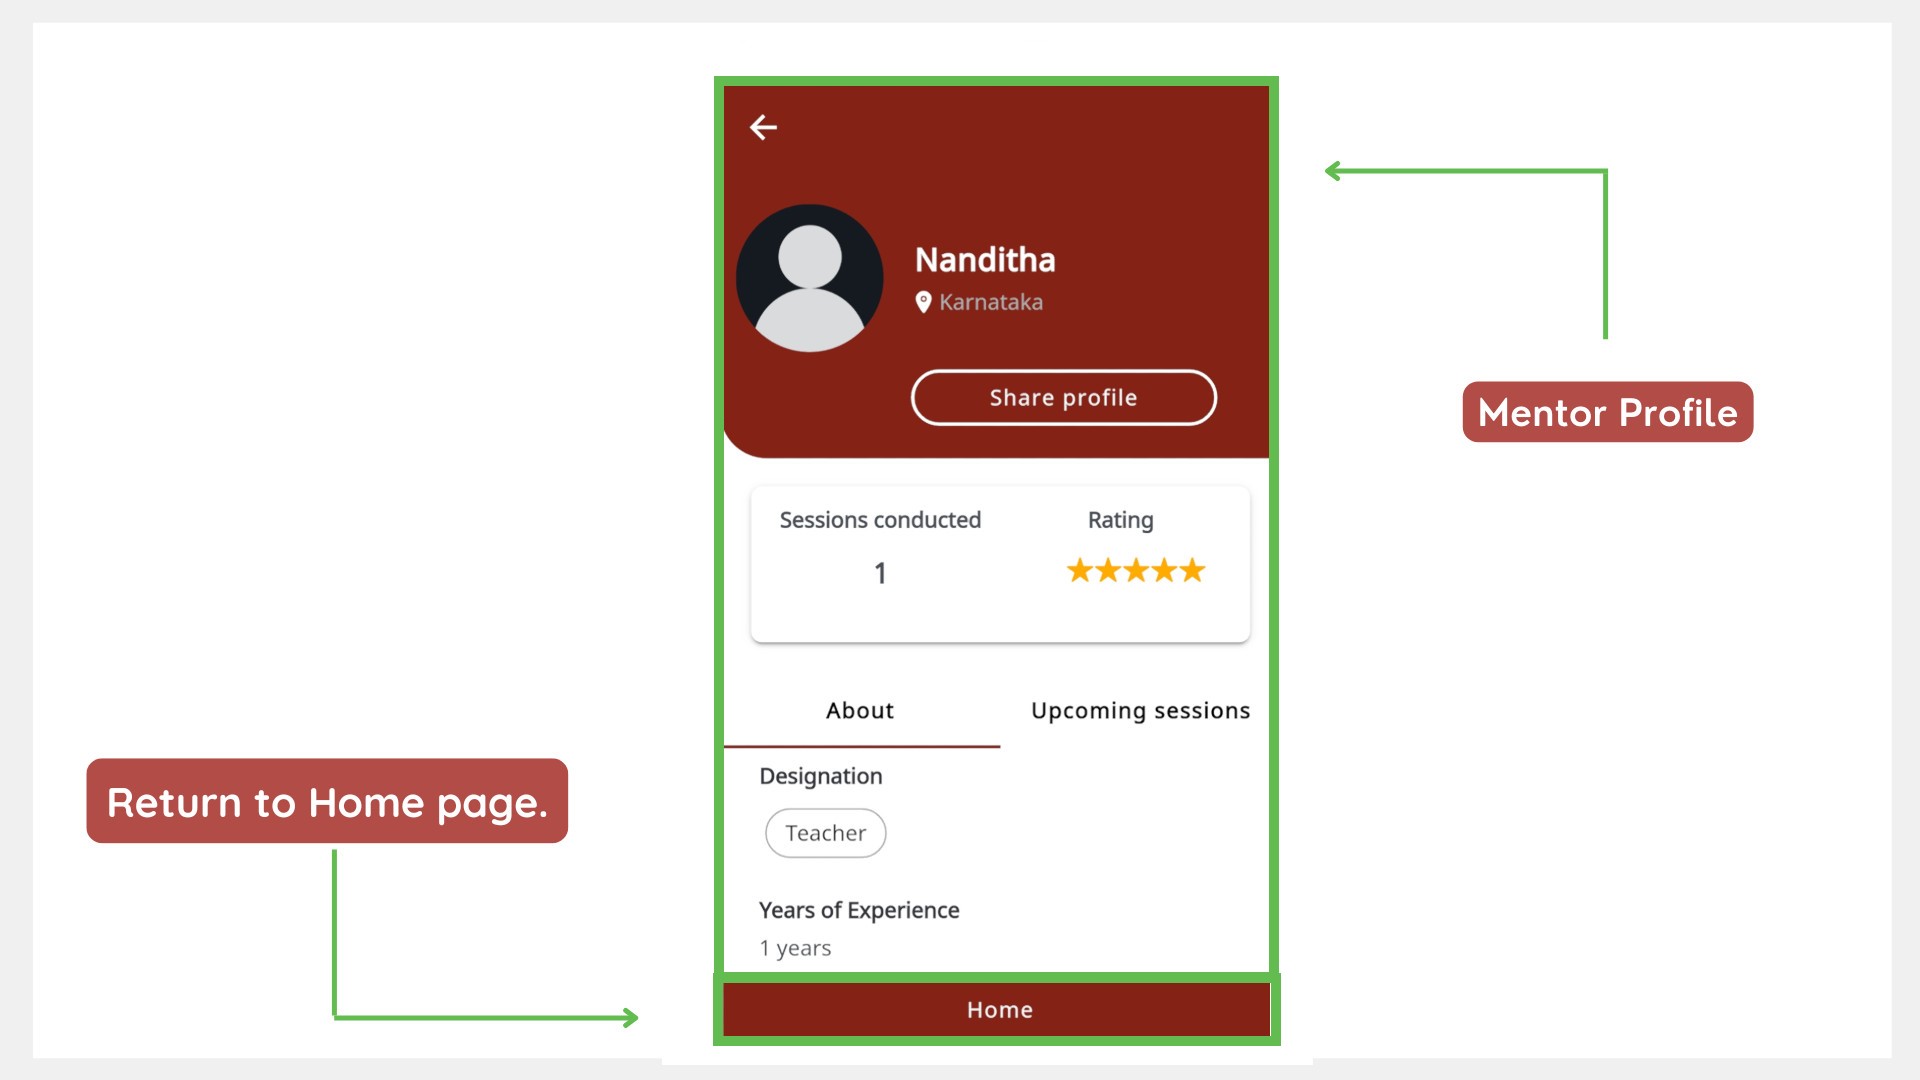 Nanditha
Karnataka
Share profile
Mentor Profile
Sessions conducted
Rating
1
About
Upcoming sessions
Designation
Return to Home page.
Teacher
Years of Experience
1 years
Home